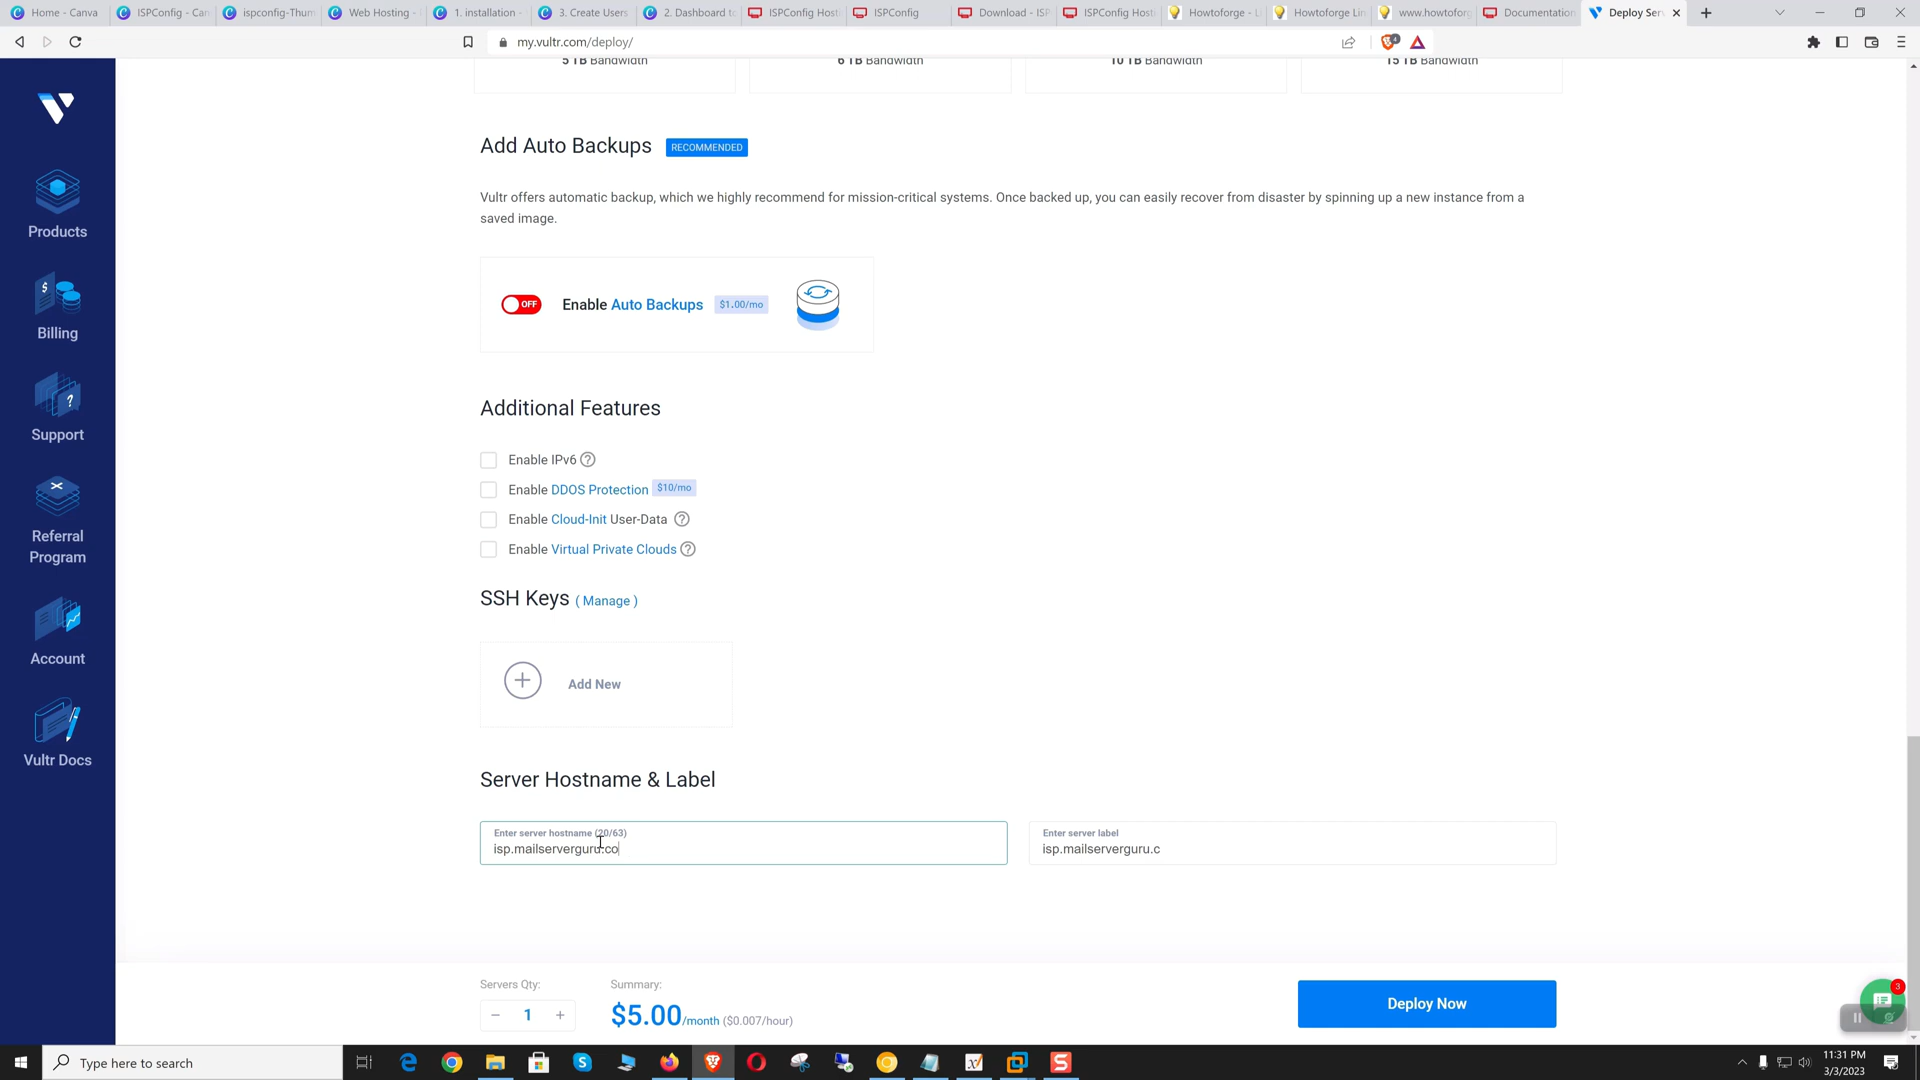 Home - Canva
ISPConfig - Can
ispconfig-Thum
Web Hosting -
1. installation -
3. Create Users
2. Dashboard to
ISPConfig Host
ISPConfig
Download - ISP
ISPConfig Host
Howtoforge - L
Howtoforge Lin
www.howtoforg
Documentation
Deploy Ser
my.vultr.com/deploy/
5 TB Bandwidth
6 TB Bandwidth
10 TB Bandwidth
15 TB Bandwidth
Add Auto Backups
RECOMMENDED
Vultr offers automatic backup, which we highly recommend for mission-critical systems. Once backed up, you can easily recover from disaster by spinning up a new instance from a
saved image.
OFF
Enable Auto Backups
$1.00/mo
Additional Features
Enable IPv6 ?
Enable DDOS Protection $10/mo
Enable Cloud-Init User-Data ?
Enable Virtual Private Clouds ?
SSH Keys ( Manage )
Add New
Server Hostname & Label
Enter server hostname (20/63)
isp.mailserverguru.co
Enter server label
isp.mailserverguru.c
Servers Qty:
1
Summary:
$5.00/month ($0.007/hour)
Deploy Now
3
Products
Billing
Support
Referral
Program
Account
Vultr Docs
Type here to search
11:31 PM
3/3/2023